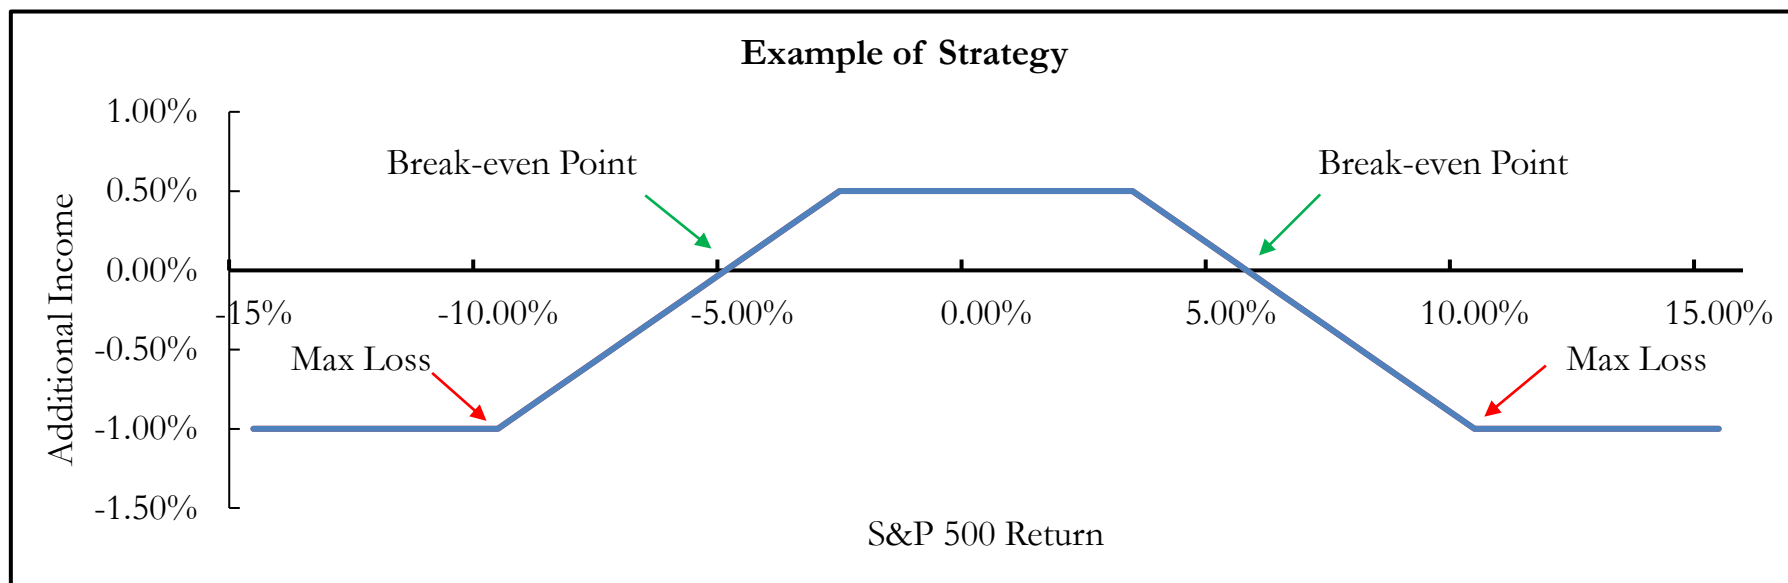 Example of Strategy
1.00%
Break-even Point
Break-even Point
0.50%
0.00%
-15%
-10.00%
-5.00%
0.00%
5.00%
10.00%
15.00%
-0.50%
Max Loss
Max Loss
-1.00%
-1.50%
Additional Income
S&P 500 Return